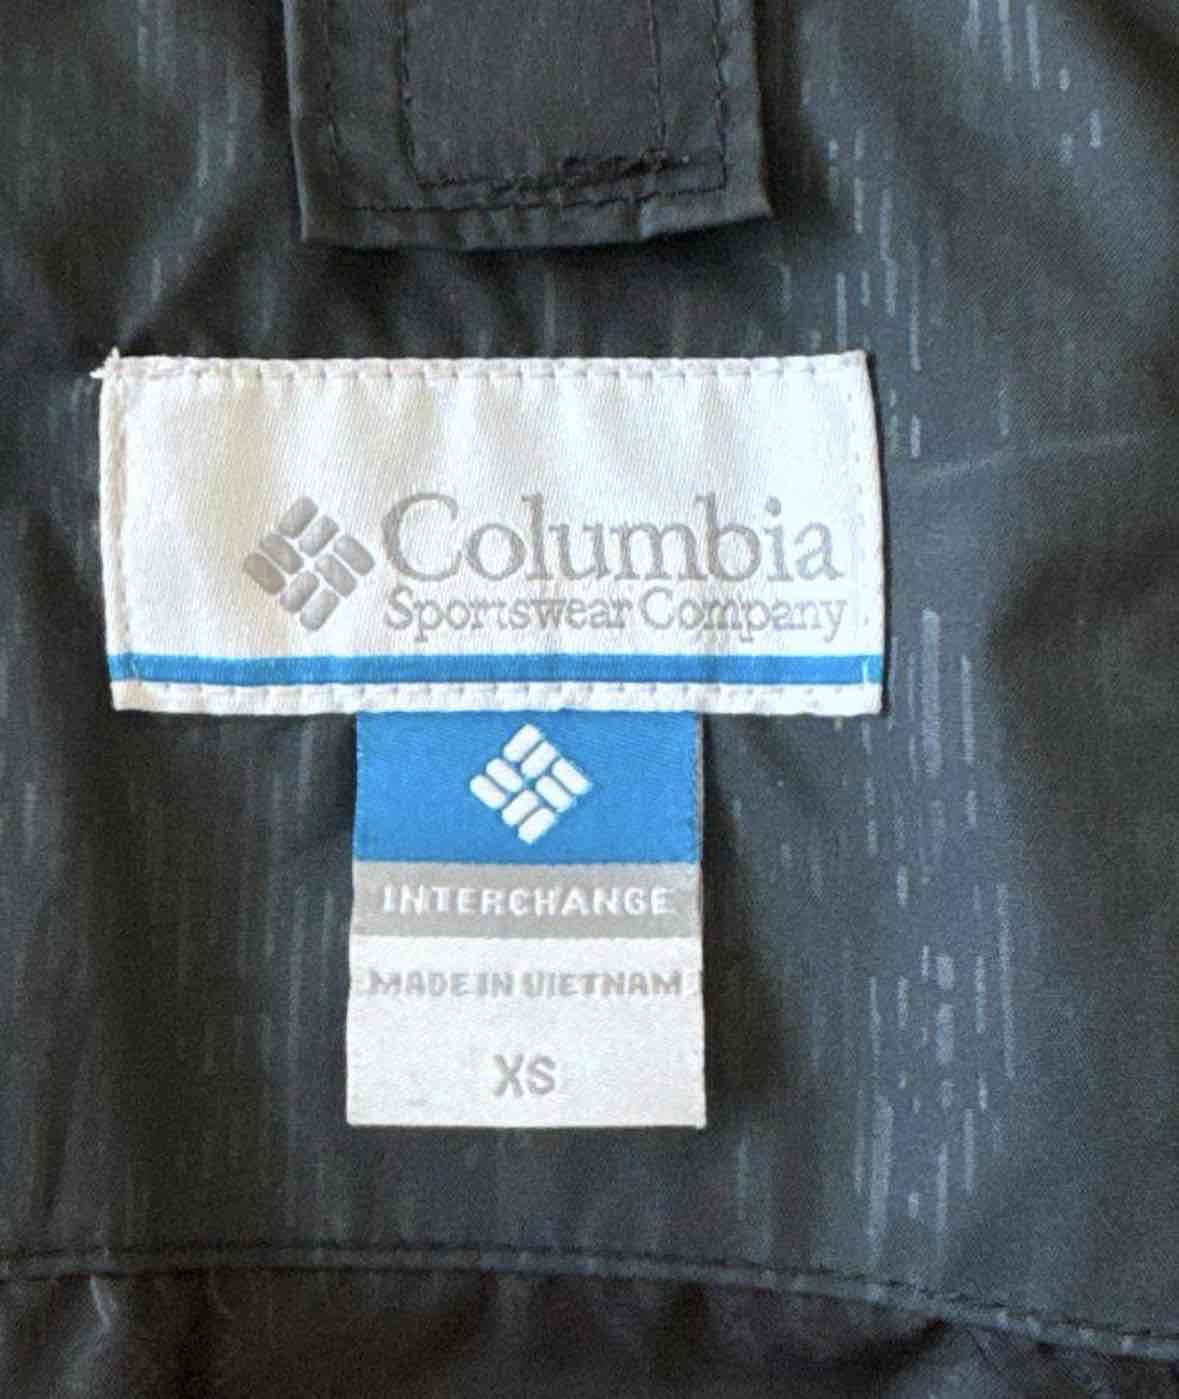 Columbia
Sportswear Company
INTERCHANGE
MADE IN VIETNAM
XS